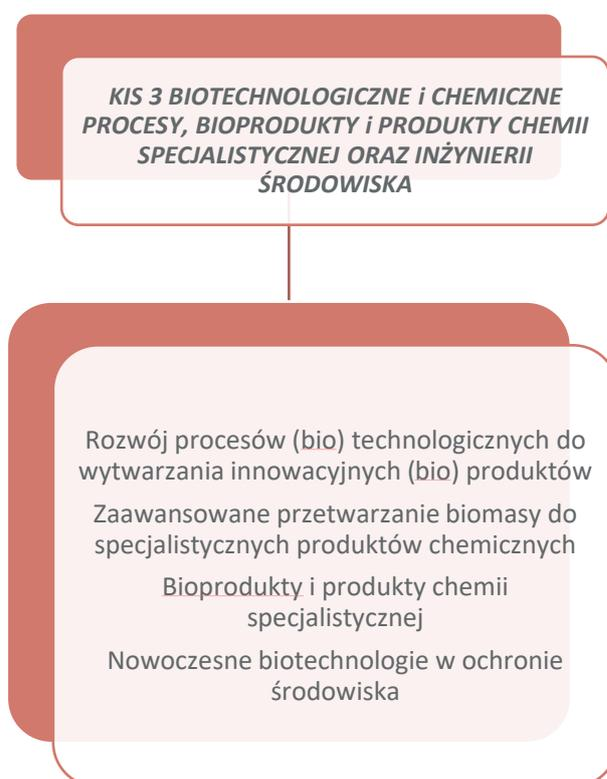 KIS 3 BIOTECHNOLOGICZNE i CHEMICZNE
PROCESY, BIOPRODUKTY i PRODUKTY CHEMII
SPECJALISTYCZNEJ ORAZ INŻYNIERII
ŚRODOWISKA
Rozwój procesów (bio) technologicznych do
wytwarzania innowacyjnych (bio) produktów
Zaawansowane przetwarzanie biomasy do
specjalistycznych produktów chemicznych
Bioprodukty i produkty chemii
specjalistycznej
Nowoczesne biotechnologie w ochronie
środowiska